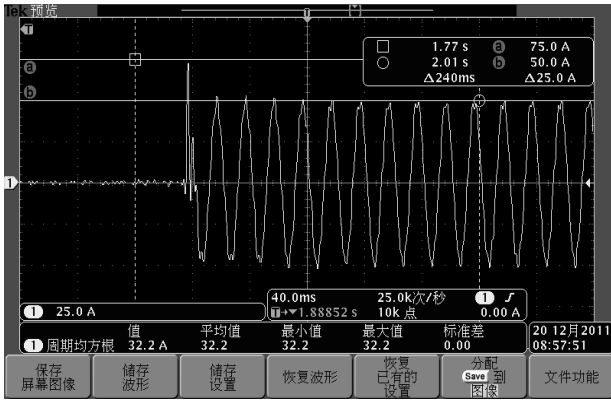 Tek 预览
T
1.77 s a 75.0 A
2.01 s b 50.0 A
Δ240ms Δ25.0 A
a
b
1
1 25.0 A
40.0ms 25.0k次/秒 1
T→▼1.88852 s 10k 点 0.00 A
值 平均值 最小值 最大值 标准差
1 周期均方根 32.2 A 32.2 32.2 32.2 0.00
20 12月2011
08:57:51
保存
屏幕图像
储存
波形
储存
设置
恢复波形
恢复
已有的
设置
分配
Save 到
图像
文件功能